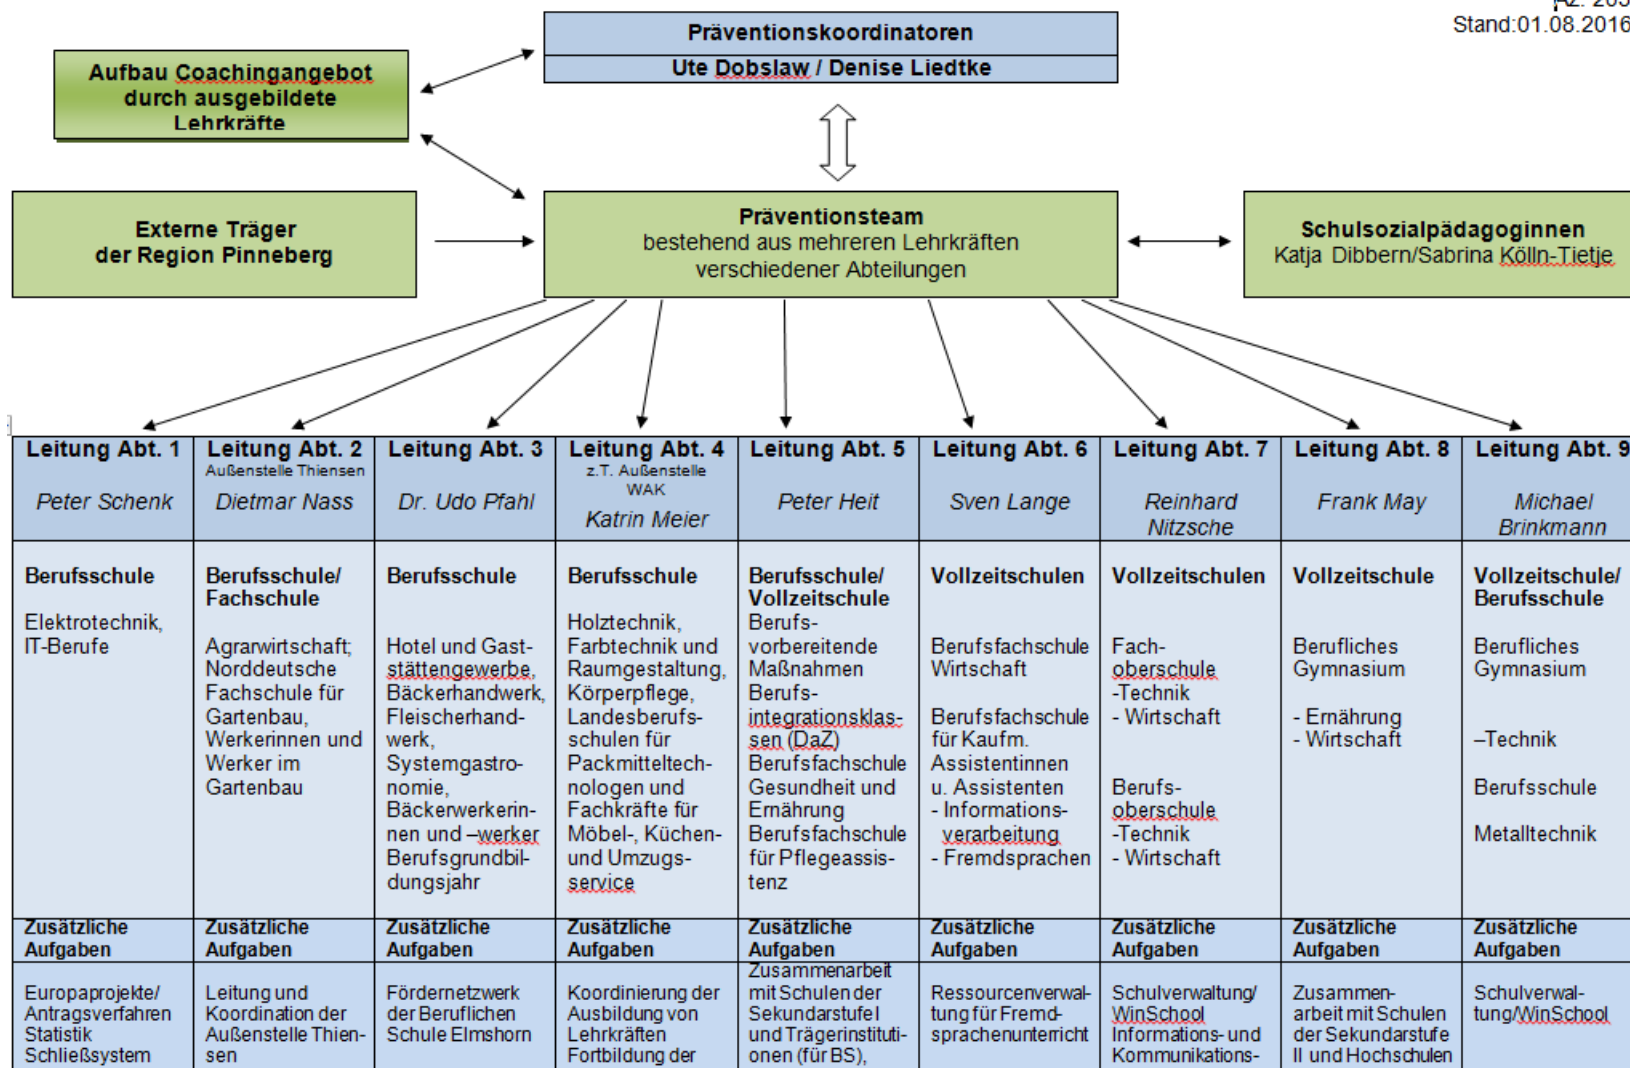 Az. 205
Stand:01.08.2016
Präventionskoordinatoren
Ute Dobslaw / Denise Liedtke
Aufbau Coachingangebot
durch ausgebildete
Lehrkräfte
Externe Träger
der Region Pinneberg
Präventionsteam
bestehend aus mehreren Lehrkräften
verschiedener Abteilungen
Schulsozialpädagoginnen
Katja Dibbern/Sabrina Kölln-Tietje
Leitung Abt. 1
Peter Schenk
Leitung Abt. 2
Außenstelle Thiensen
Dietmar Nass
Leitung Abt. 3
Dr. Udo Pfahl
Leitung Abt. 4
z.T. Außenstelle
WAK
Katrin Meier
Leitung Abt. 5
Peter Heit
Leitung Abt. 6
Sven Lange
Leitung Abt. 7
Reinhard
Nitzsche
Leitung Abt. 8
Frank May
Leitung Abt. 9
Michael
Brinkmann
Berufsschule
Elektrotechnik,
IT-Berufe
Berufsschule/
Fachschule
Agrarwirtschaft;
Norddeutsche
Fachschule für
Gartenbau,
Werkerinnen und
Werker im
Gartenbau
Berufsschule
Hotel und Gast-
stättengewerbe,
Bäckerhandwerk,
Fleischerhand-
werk,
Systemgastro-
nomie,
Bäckerwerkerin-
nen und –werker
Berufsgrundbil-
dungsjahr
Berufsschule
Holztechnik,
Farbtechnik und
Raumgestaltung,
Körperpflege,
Landesberufs-
schulen für
Packmitteltech-
nologen und
Fachkräfte für
Möbel-, Küchen-
und Umzugs-
service
Berufsschule/
Vollzeitschule
Berufs-
vorbereitende
Maßnahmen
Berufs-
integrationsklas-
sen (DaZ)
Berufsfachschule
Gesundheit und
Ernährung
Berufsfachschule
für Pflegeassis-
tenz
Vollzeitschulen
Berufsfachschule
Wirtschaft
Berufsfachschule
für Kaufm.
Assistentinnen
u. Assistenten
- Informations-
verarbeitung
- Fremdsprachen
Vollzeitschulen
Fach-
oberschule
-Technik
- Wirtschaft
Berufs-
oberschule
-Technik
- Wirtschaft
Vollzeitschule
Berufliches
Gymnasium
- Ernährung
- Wirtschaft
Vollzeitschule/
Berufsschule
Berufliches
Gymnasium
–Technik
Berufsschule
Metalltechnik
Zusätzliche
Aufgaben
Europaprojekte/
Antragsverfahren
Statistik
Schließsystem
Zusätzliche
Aufgaben
Leitung und
Koordination der
Außenstelle Thien-
sen
Zusätzliche
Aufgaben
Fördernetzwerk
der Beruflichen
Schule Elmshorn
Zusätzliche
Aufgaben
Koordinierung der
Ausbildung von
Lehrkräften
Fortbildung der
Zusätzliche
Aufgaben
Zusammenarbeit
mit Schulen der
Sekundarstufe I
und Trägerinstituti-
onen (für BS),
Zusätzliche
Aufgaben
Ressourcenverwal-
tung für Fremd-
sprachenunterricht
Zusätzliche
Aufgaben
Schulverwaltung/
WinSchool
Informations- und
Kommunikations-
Zusätzliche
Aufgaben
Zusammen-
arbeit mit Schulen
der Sekundarstufe
II und Hochschulen
Zusätzliche
Aufgaben
Schulverwal-
tung/WinSchool